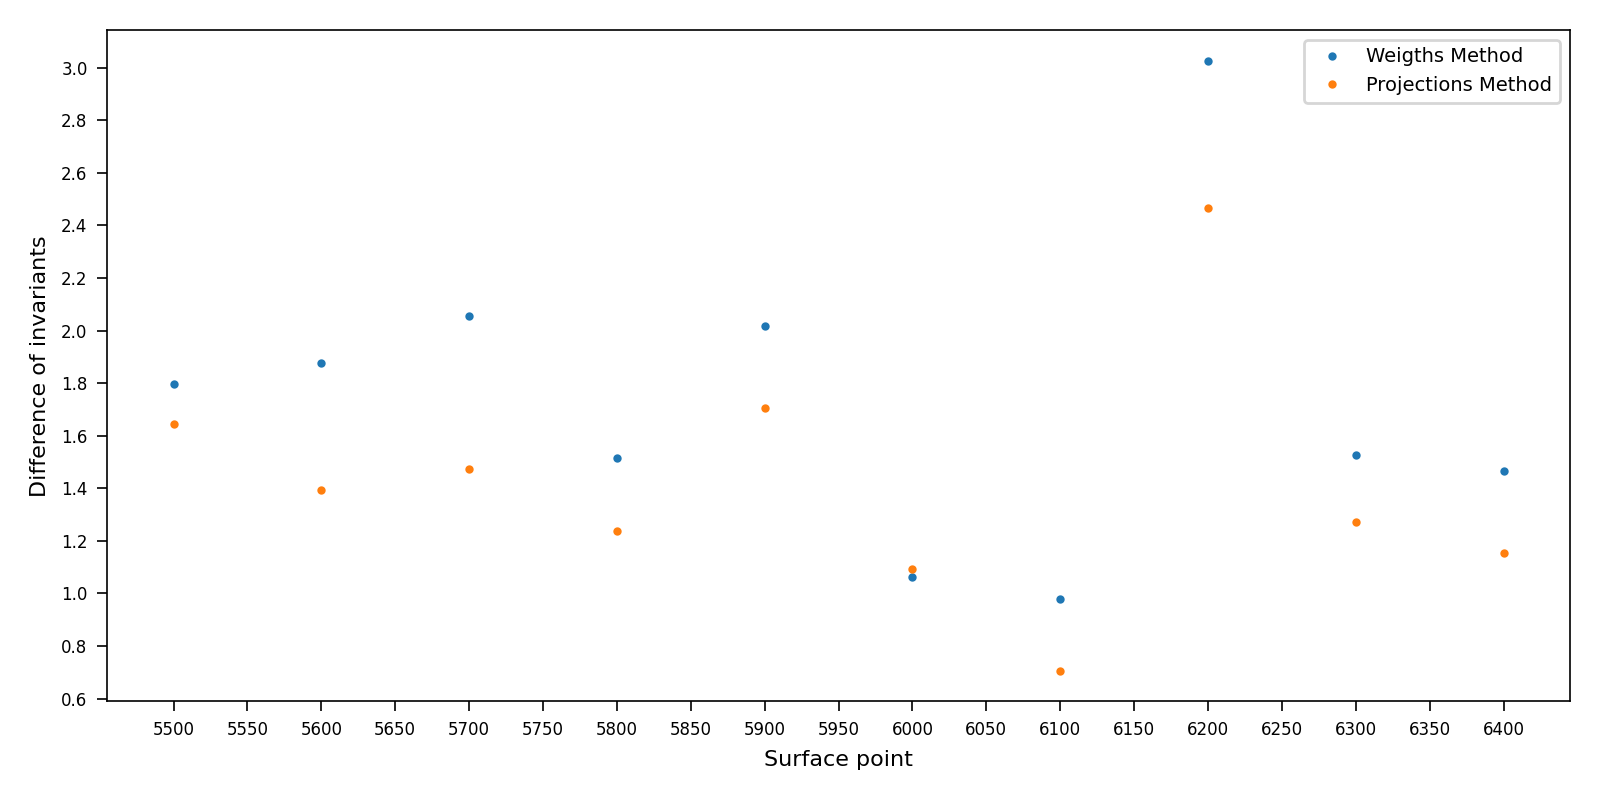 Weigths Method
Projections Method
3.0
2.8
2.6
2.4
2.2
2.0
1.8
1.6
1.4
1.2
1.0
0.8
0.6
Difference of invariants
5500 5550 5600 5650 5700 5750 5800 5850 5900 5950 6000 6050 6100 6150 6200 6250 6300 6350 6400
Surface point